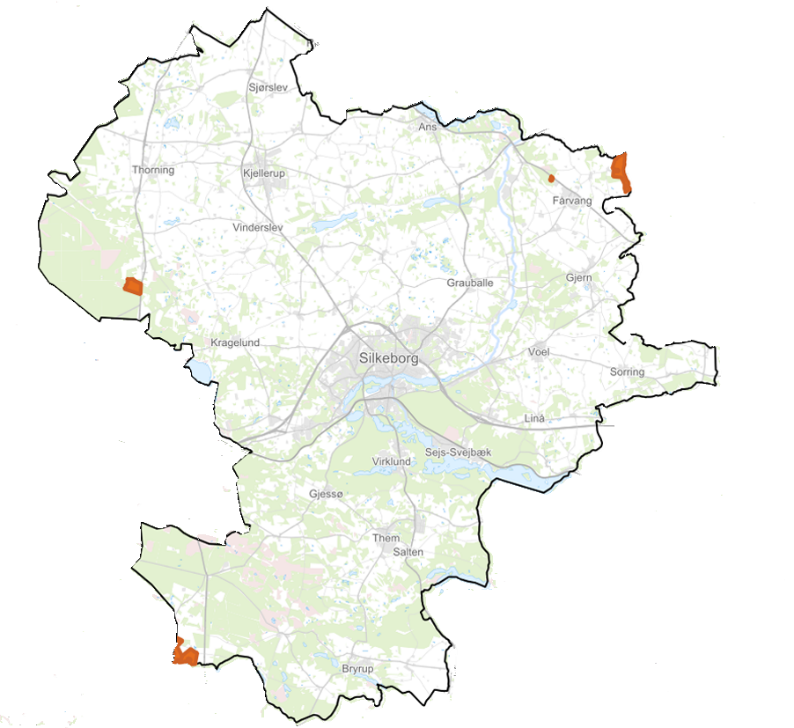 Sjørslev
Ans
Thorning
Kjellerup
Fårvang
Vinderslev
Gjern
Grauballe
Kragelund
Voel
Silkeborg
Sorring
Linå
Sejs-Svejbæk
Virklund
Gjessø
Them
Salten
Bryrup